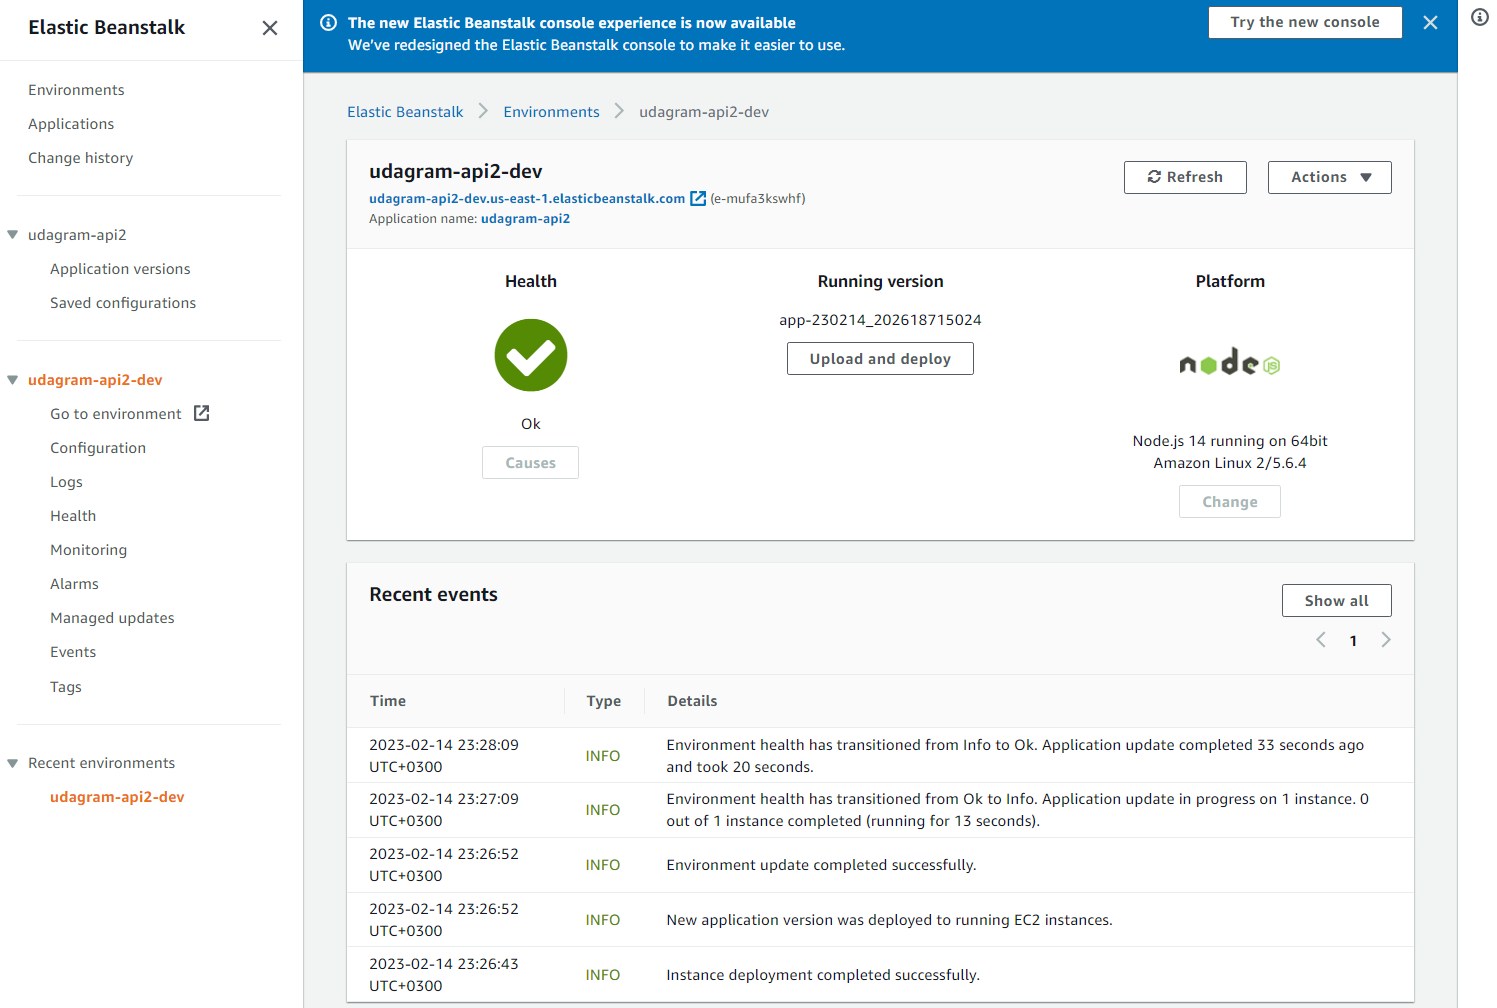 Elastic Beanstalk
Environments
Applications
Change history
udagram-api2
Application versions
Saved configurations
udagram-api2-dev
Go to environment
Configuration
Logs
Health
Monitoring
Alarms
Managed updates
Events
Tags
Recent environments
udagram-api2-dev
The new Elastic Beanstalk console experience is now available
We've redesigned the Elastic Beanstalk console to make it easier to use.
Try the new console
Elastic Beanstalk > Environments > udagram-api2-dev
udagram-api2-dev
udagram-api2-dev.us-east-1.elasticbeanstalk.com (e-mufa3kswhf)
Application name: udagram-api2
Refresh
Actions
Health
Ok
Causes
Running version
app-230214_202618715024
Upload and deploy
Platform
node JS
Node.js 14 running on 64bit
Amazon Linux 2/5.6.4
Change
Recent events
Show all
1
Time Type Details
2023-02-14 23:28:09
UTC+0300
INFO
Environment health has transitioned from Info to Ok. Application update completed 33 seconds ago
and took 20 seconds.
2023-02-14 23:27:09
UTC+0300
INFO
Environment health has transitioned from Ok to Info. Application update in progress on 1 instance. 0
out of 1 instance completed (running for 13 seconds).
2023-02-14 23:26:52
UTC+0300
INFO
Environment update completed successfully.
2023-02-14 23:26:52
UTC+0300
INFO
New application version was deployed to running EC2 instances.
2023-02-14 23:26:43
UTC+0300
INFO
Instance deployment completed successfully.